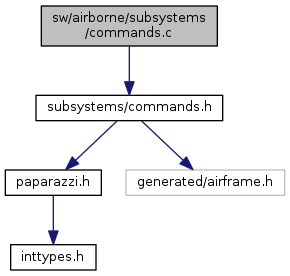 sw/airborne/subsystems
/commands.c
subsystems/commands.h
paparazzi.h
generated/airframe.h
inttypes.h